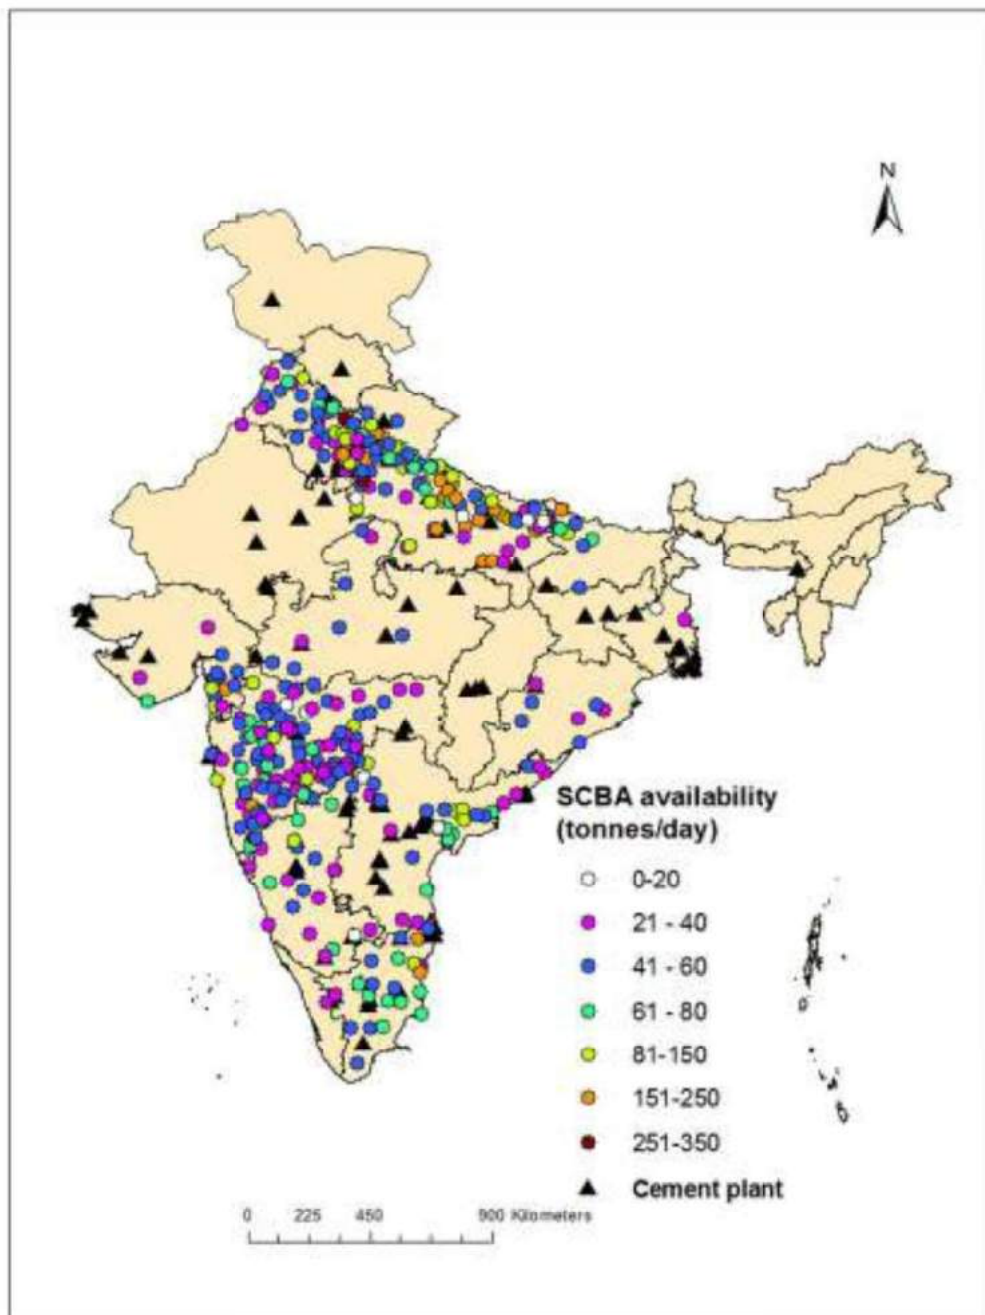 N
SCBA availability
(tonnes/day)
0-20
21 - 40
41 - 60
61 - 80
81-150
151-250
251-350
Cement plant
0 225 450 900 Kilometers